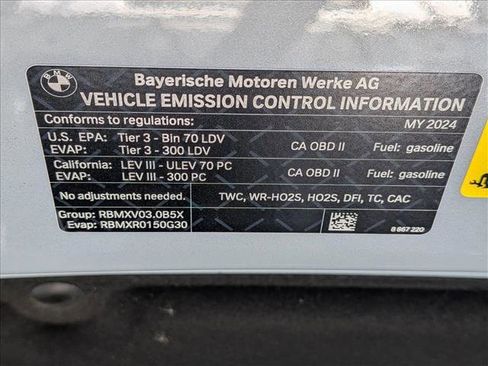 BMW
Bayerische Motoren Werke AG
VEHICLE EMISSION CONTROL INFORMATION
Conforms to regulations: MY 2024
U.S. EPA: Tier 3 - Bin 70 LDV CA OBD II Fuel: gasoline
EVAP: Tier 3 - 300 LDV
California: LEV III - ULEV 70 PC CA OBD II Fuel: gasoline
EVAP: LEV III - 300 PC
No adjustments needed. TWC, WR-HO2S, HO2S, DFI, TC, CAC
Group: RBMXV03.0B5X
Evap: RBMXR0150G30 8 867 220